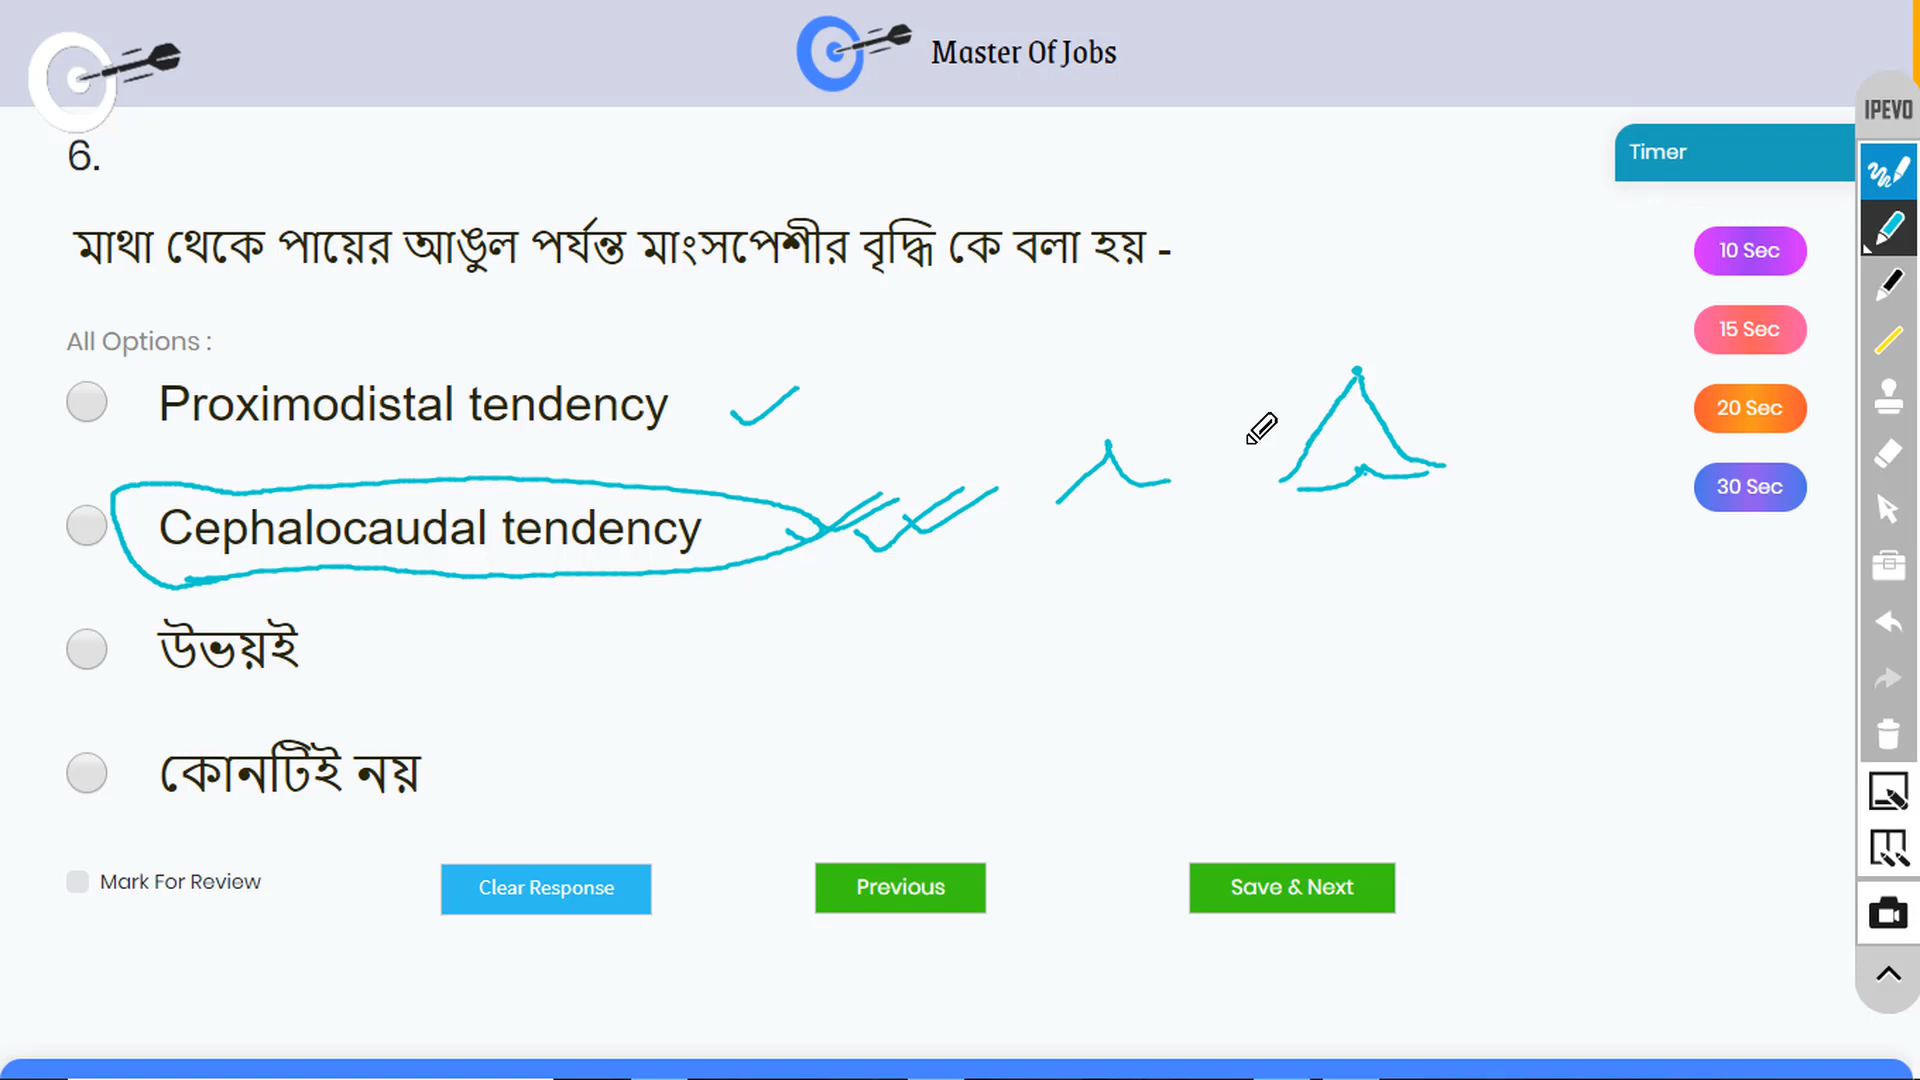 Master Of Jobs
IPEVO
6.
Timer
মাথা থেকে পায়ের আঙুল পর্যন্ত মাংসপেশীর বৃদ্ধি কে বলা হয় -
10 Sec
All Options :
15 Sec
Proximodistal tendency
20 Sec
30 Sec
Cephalocaudal tendency
উভয়ই
কোনটিই নয়
Mark For Review
Clear Response
Previous
Save & Next